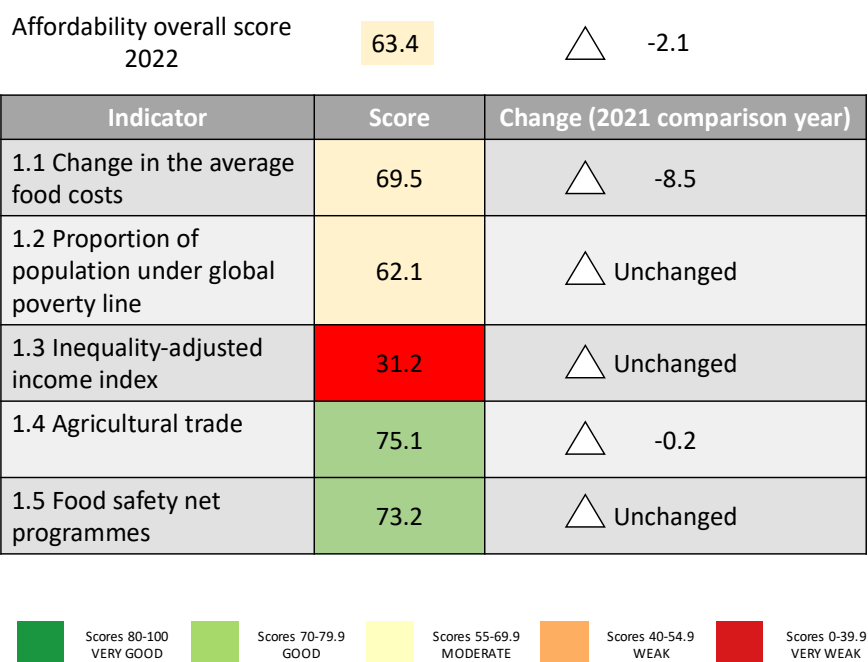 Affordability overall score
2022
63.4
-2.1
Indicator
Score
Change (2021 comparison year)
1.1 Change in the average
food costs
69.5
-8.5
1.2 Proportion of
population under global
poverty line
62.1
Unchanged
1.3 Inequality-adjusted
income index
31.2
Unchanged
1.4 Agricultural trade
75.1
-0.2
1.5 Food safety net
programmes
73.2
Unchanged
Scores 80-100
VERY GOOD
Scores 70-79.9
GOOD
Scores 55-69.9
MODERATE
Scores 40-54.9
WEAK
Scores 0-39.9
VERY WEAK